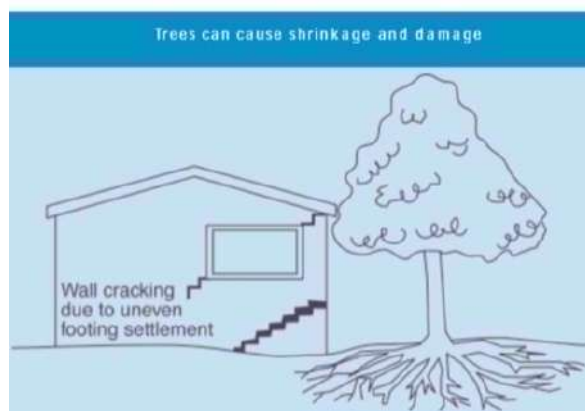 Trees can cause shrinkage and damage
Wall cracking
due to uneven
footing settlement